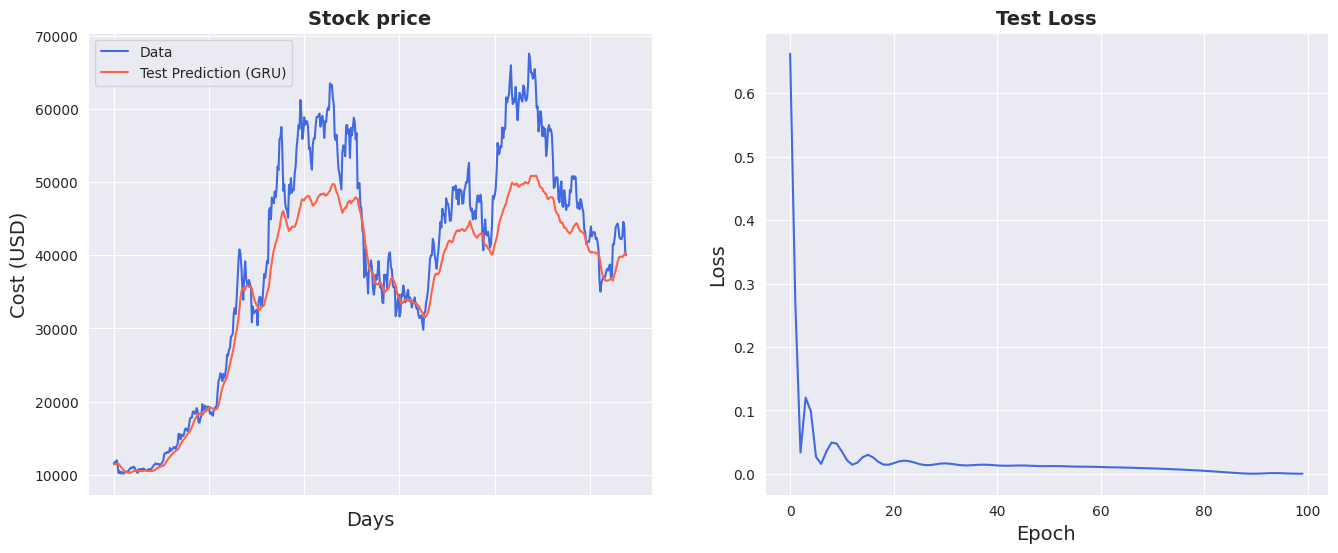 Stock price
Data
Test Prediction (GRU)
70000
60000
50000
40000
30000
20000
10000
Cost (USD)
Days
Test Loss
0.6
0.5
0.4
0.3
0.2
0.1
0.0
Loss
0 20 40 60 80 100
Epoch